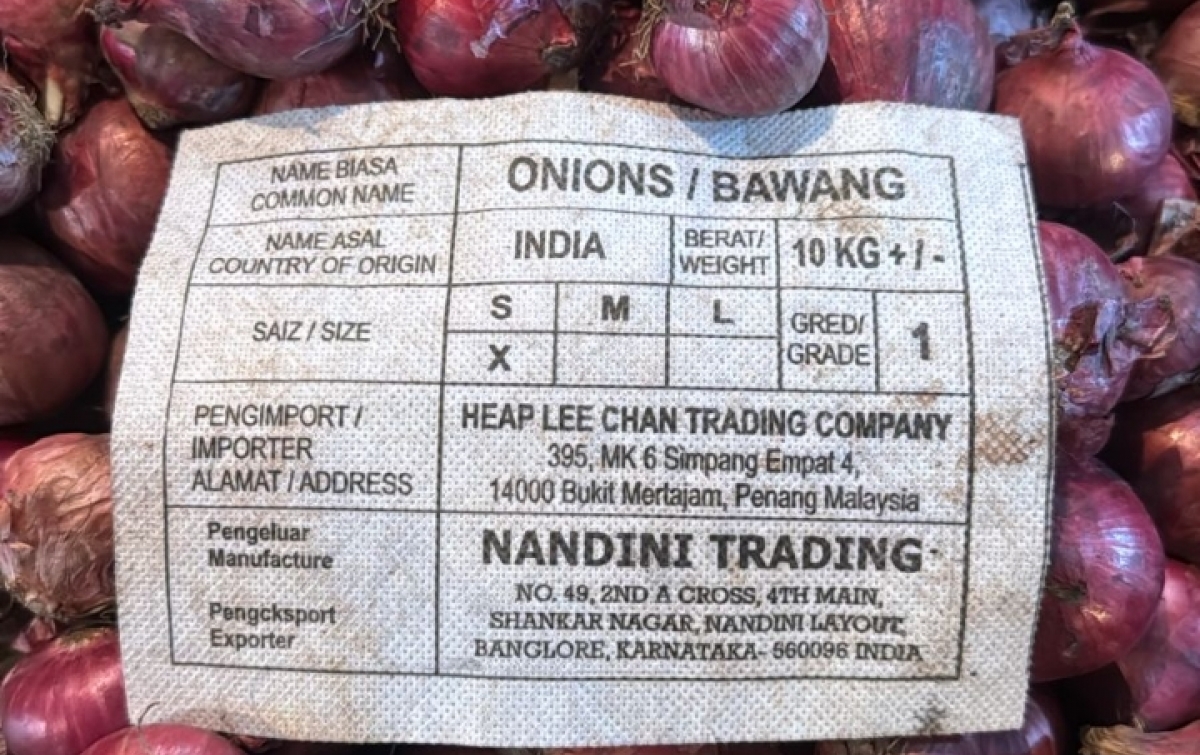 NAME BIASA
COMMON NAME
ONIONS / BAWANG
NAME ASAL
COUNTRY OF ORIGIN
INDIA
BERAT/
WEIGHT
10 KG + / -
SAIZ / SIZE
S M L
X
GRED/
GRADE
1
PENGIMPORT /
IMPORTER
ALAMAT / ADDRESS
HEAP LEE CHAN TRADING COMPANY
395, MK 6 Simpang Empat 4,
14000 Bukit Mertajam, Penang Malaysia
Pengeluar
Manufacture
Pengcksport
Exporter
NANDINI TRADING
NO. 49, 2ND A CROSS, 4TH MAIN,
SHANKAR NAGAR, NANDINI LAYOUT,
BANGLORE, KARNATAKA- 560096 INDIA